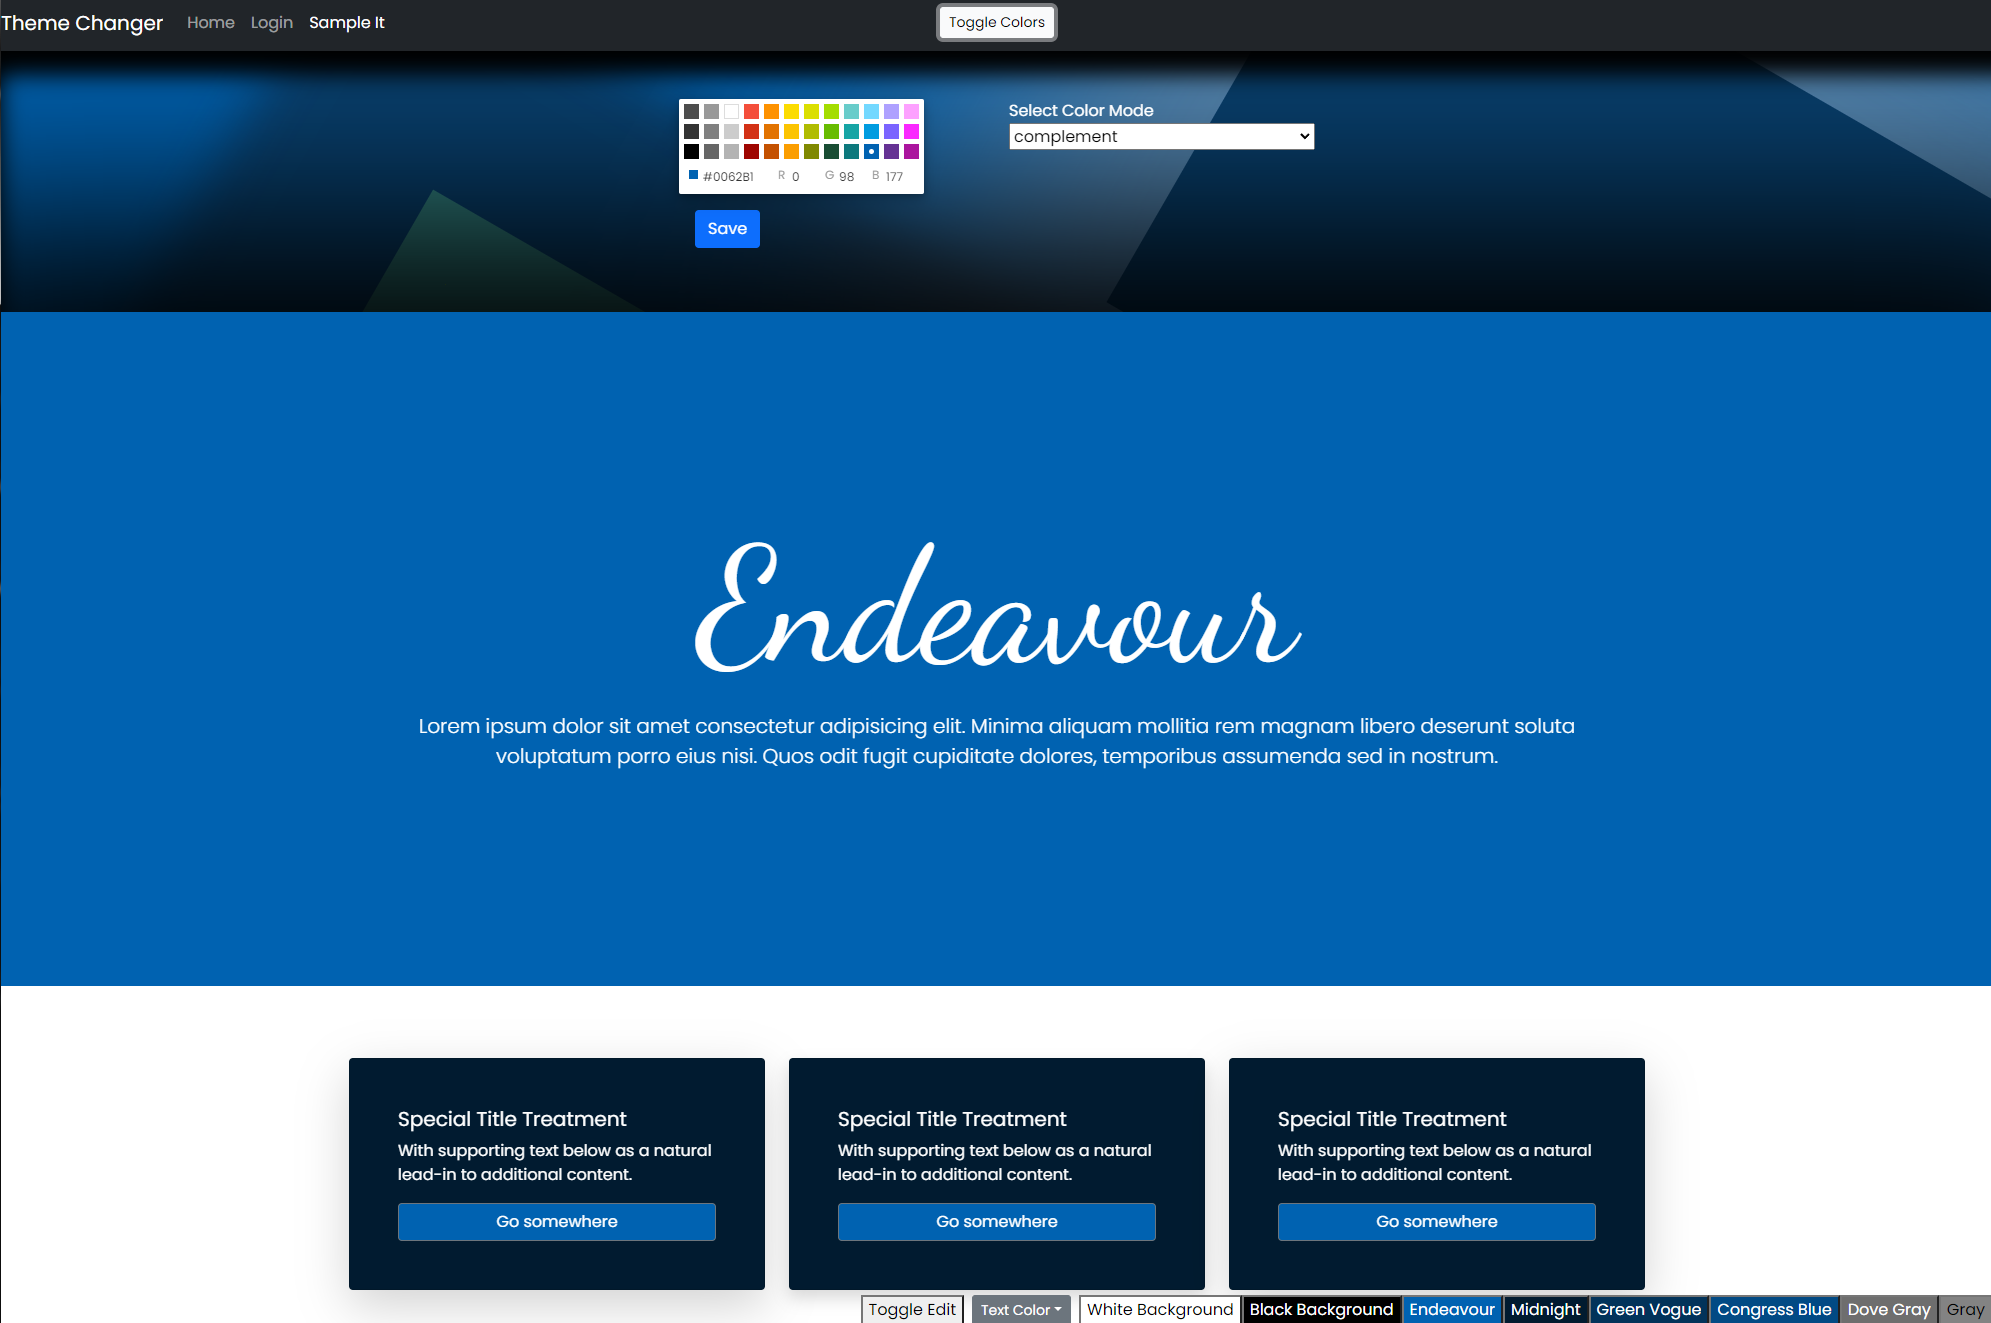 Theme Changer Home Login Sample It Toggle Colors
Select Color Mode
complement
#0062B1 R 0 G 98 B 177
Save
Endeavour
Lorem ipsum dolor sit amet consectetur adipisicing elit. Minima aliquam mollitia rem magnam libero deserunt soluta
voluptatum porro eius nisi. Quos odit fugit cupiditate dolores, temporibus assumenda sed in nostrum.
Special Title Treatment
With supporting text below as a natural
lead-in to additional content.
Go somewhere
Special Title Treatment
With supporting text below as a natural
lead-in to additional content.
Go somewhere
Special Title Treatment
With supporting text below as a natural
lead-in to additional content.
Go somewhere
Toggle Edit Text Color White Background Black Background Endeavour Midnight Green Vogue Congress Blue Dove Gray Gray